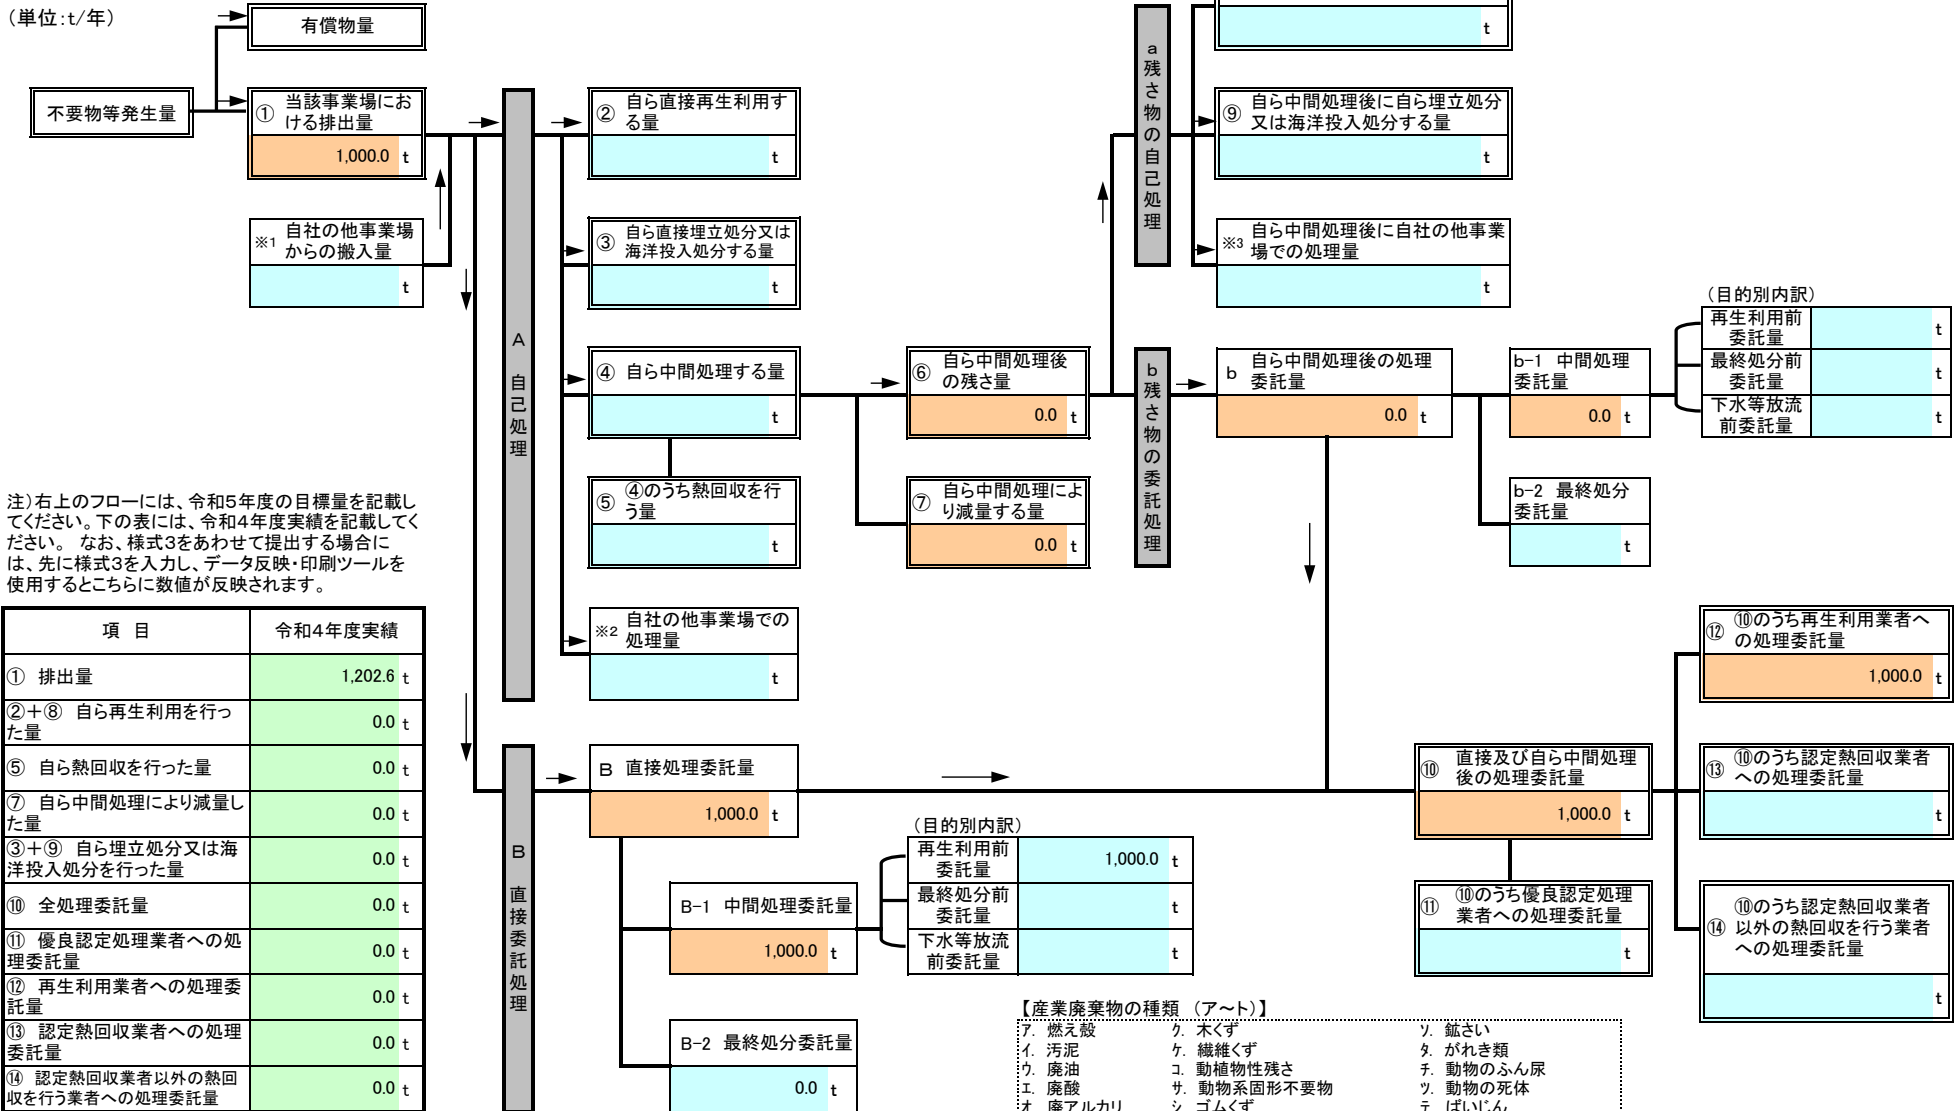 （単位:t/年）
有償物量
不要物等発生量
① 当該事業場にお
ける排出量
1,000.0 t
※1 自社の他事業場
からの搬入量
t
A 自己処理
② 自ら直接再生利用す
る量
t
③ 自ら直接埋立処分又は
海洋投入処分する量
t
④ 自ら中間処理する量
t
⑤ ④のうち熱回収を行
う量
t
※2 自社の他事業場での
処理量
t
⑥ 自ら中間処理後
の残さ量
0.0 t
⑦ 自ら中間処理によ
り減量する量
0.0 t
a 残さ物の自己処理
t
⑨ 自ら中間処理後に自ら埋立処分
又は海洋投入処分する量
t
※3 自ら中間処理後に自社の他事業
場での処理量
t
b 残さ物の委託処理
b 自ら中間処理後の処理
委託量
0.0 t
b-1 中間処理
委託量
0.0 t
（目的別内訳）
再生利用前
委託量
t
最終処分前
委託量
t
下水等放流
前委託量
t
b-2 最終処分
委託量
t
注）右上のフローには、令和５年度の目標量を記載し
てください。下の表には、令和４年度実績を記載してく
ださい。 なお、様式３をあわせて提出する場合に
は、先に様式３を入力し、データ反映・印刷ツールを
使用するとこちらに数値が反映されます。
項 目 令和４年度実績
① 排出量 1,202.6 t
②＋⑧ 自ら再生利用を行っ
た量 0.0 t
⑤ 自ら熱回収を行った量 0.0 t
⑦ 自ら中間処理により減量し
た量 0.0 t
③＋⑨ 自ら埋立処分又は海
洋投入処分を行った量 0.0 t
⑩ 全処理委託量 0.0 t
⑪ 優良認定処理業者への処
理委託量 0.0 t
⑫ 再生利用業者への処理委
託量 0.0 t
⑬ 認定熱回収業者への処理
委託量 0.0 t
⑭ 認定熱回収業者以外の熱回
収を行う業者への処理委託量 0.0 t
B 直接委託処理
B 直接処理委託量
1,000.0 t
B-1 中間処理委託量
1,000.0 t
（目的別内訳）
再生利用前
委託量
1,000.0 t
最終処分前
委託量
t
下水等放流
前委託量
t
B-2 最終処分委託量
0.0 t
⑩ 直接及び自ら中間処理
後の処理委託量
1,000.0 t
⑪ ⑩のうち優良認定処理
業者への処理委託量
t
⑫ ⑩のうち再生利用業者へ
の処理委託量
1,000.0 t
⑬ ⑩のうち認定熱回収業者
への処理委託量
t
⑭ ⑩のうち認定熱回収業者
以外の熱回収を行う業者
への処理委託量
t
【産業廃棄物の種類 （ア～ト）】
ア. 燃え殻 ク. 木くず ソ. 鉱さい
イ. 汚泥 ケ. 繊維くず タ. がれき類
ウ. 廃油 コ. 動植物性残さ チ. 動物のふん尿
エ. 廃酸 サ. 動物系固形不要物 ツ. 動物の死体
オ. 廃アルカリ シ. ゴムくず テ. ばいじん